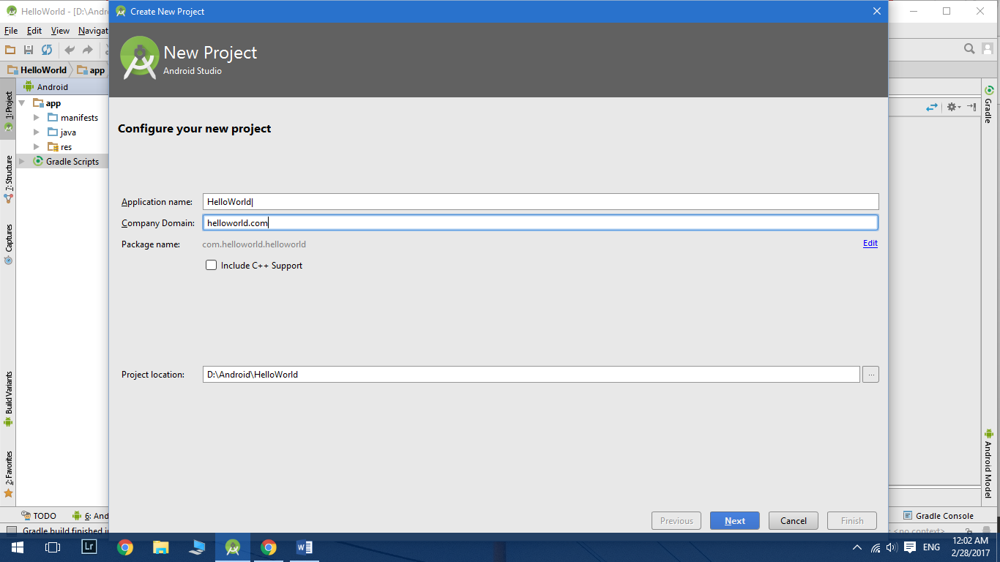 HelloWorld - [D:\Andr
Create New Project
File Edit View Navigat
New Project
Android Studio
HelloWorld app
Android
1: Project
app
manifests
java
res
Gradle Scripts
7: Structure
Captures
Build Variants
2: Favorites
Configure your new project
Application name: HelloWorld
Company Domain: helloworld.com
Package name: com.helloworld.helloworld Edit
Include C++ Support
Project location: D:\Android\HelloWorld ...
Previous Next Cancel Finish
Gradle
Android Model
TODO 6: And Gradle Console
Gradle build finished i : <no context>
Lr W ENG 12:02 AM
2/28/2017